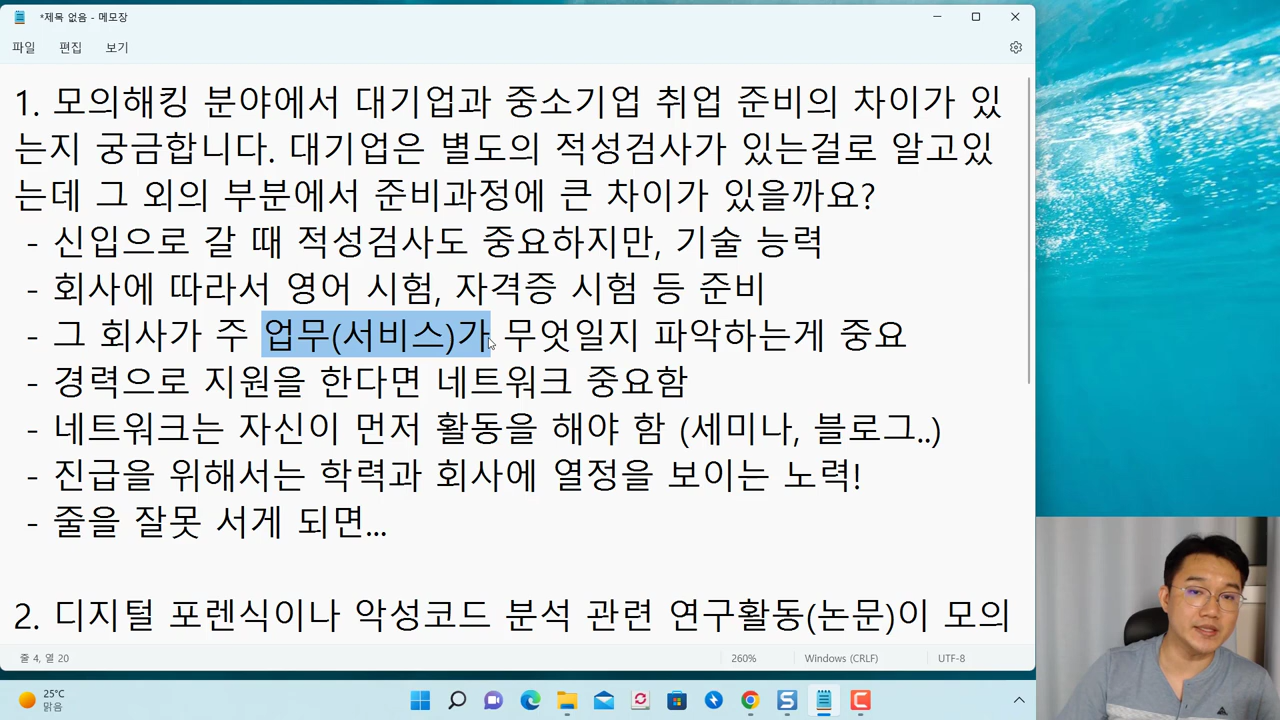 *제목 없음 - 메모장
파일 편집 보기
1. 모의해킹 분야에서 대기업과 중소기업 취업 준비의 차이가 있
는지 궁금합니다. 대기업은 별도의 적성검사가 있는걸로 알고있
는데 그 외의 부분에서 준비과정에 큰 차이가 있을까요?
- 신입으로 갈 때 적성검사도 중요하지만, 기술 능력
- 회사에 따라서 영어 시험, 자격증 시험 등 준비
- 그 회사가 주 업무(서비스)가 무엇일지 파악하는게 중요
- 경력으로 지원을 한다면 네트워크 중요함
- 네트워크는 자신이 먼저 활동을 해야 함 (세미나, 블로그..)
- 진급을 위해서는 학력과 회사에 열정을 보이는 노력!
- 줄을 잘못 서게 되면...
2. 디지털 포렌식이나 악성코드 분석 관련 연구활동(논문)이 모의
줄 4, 열 20 260% Windows (CRLF) UTF-8
25°C
맑음